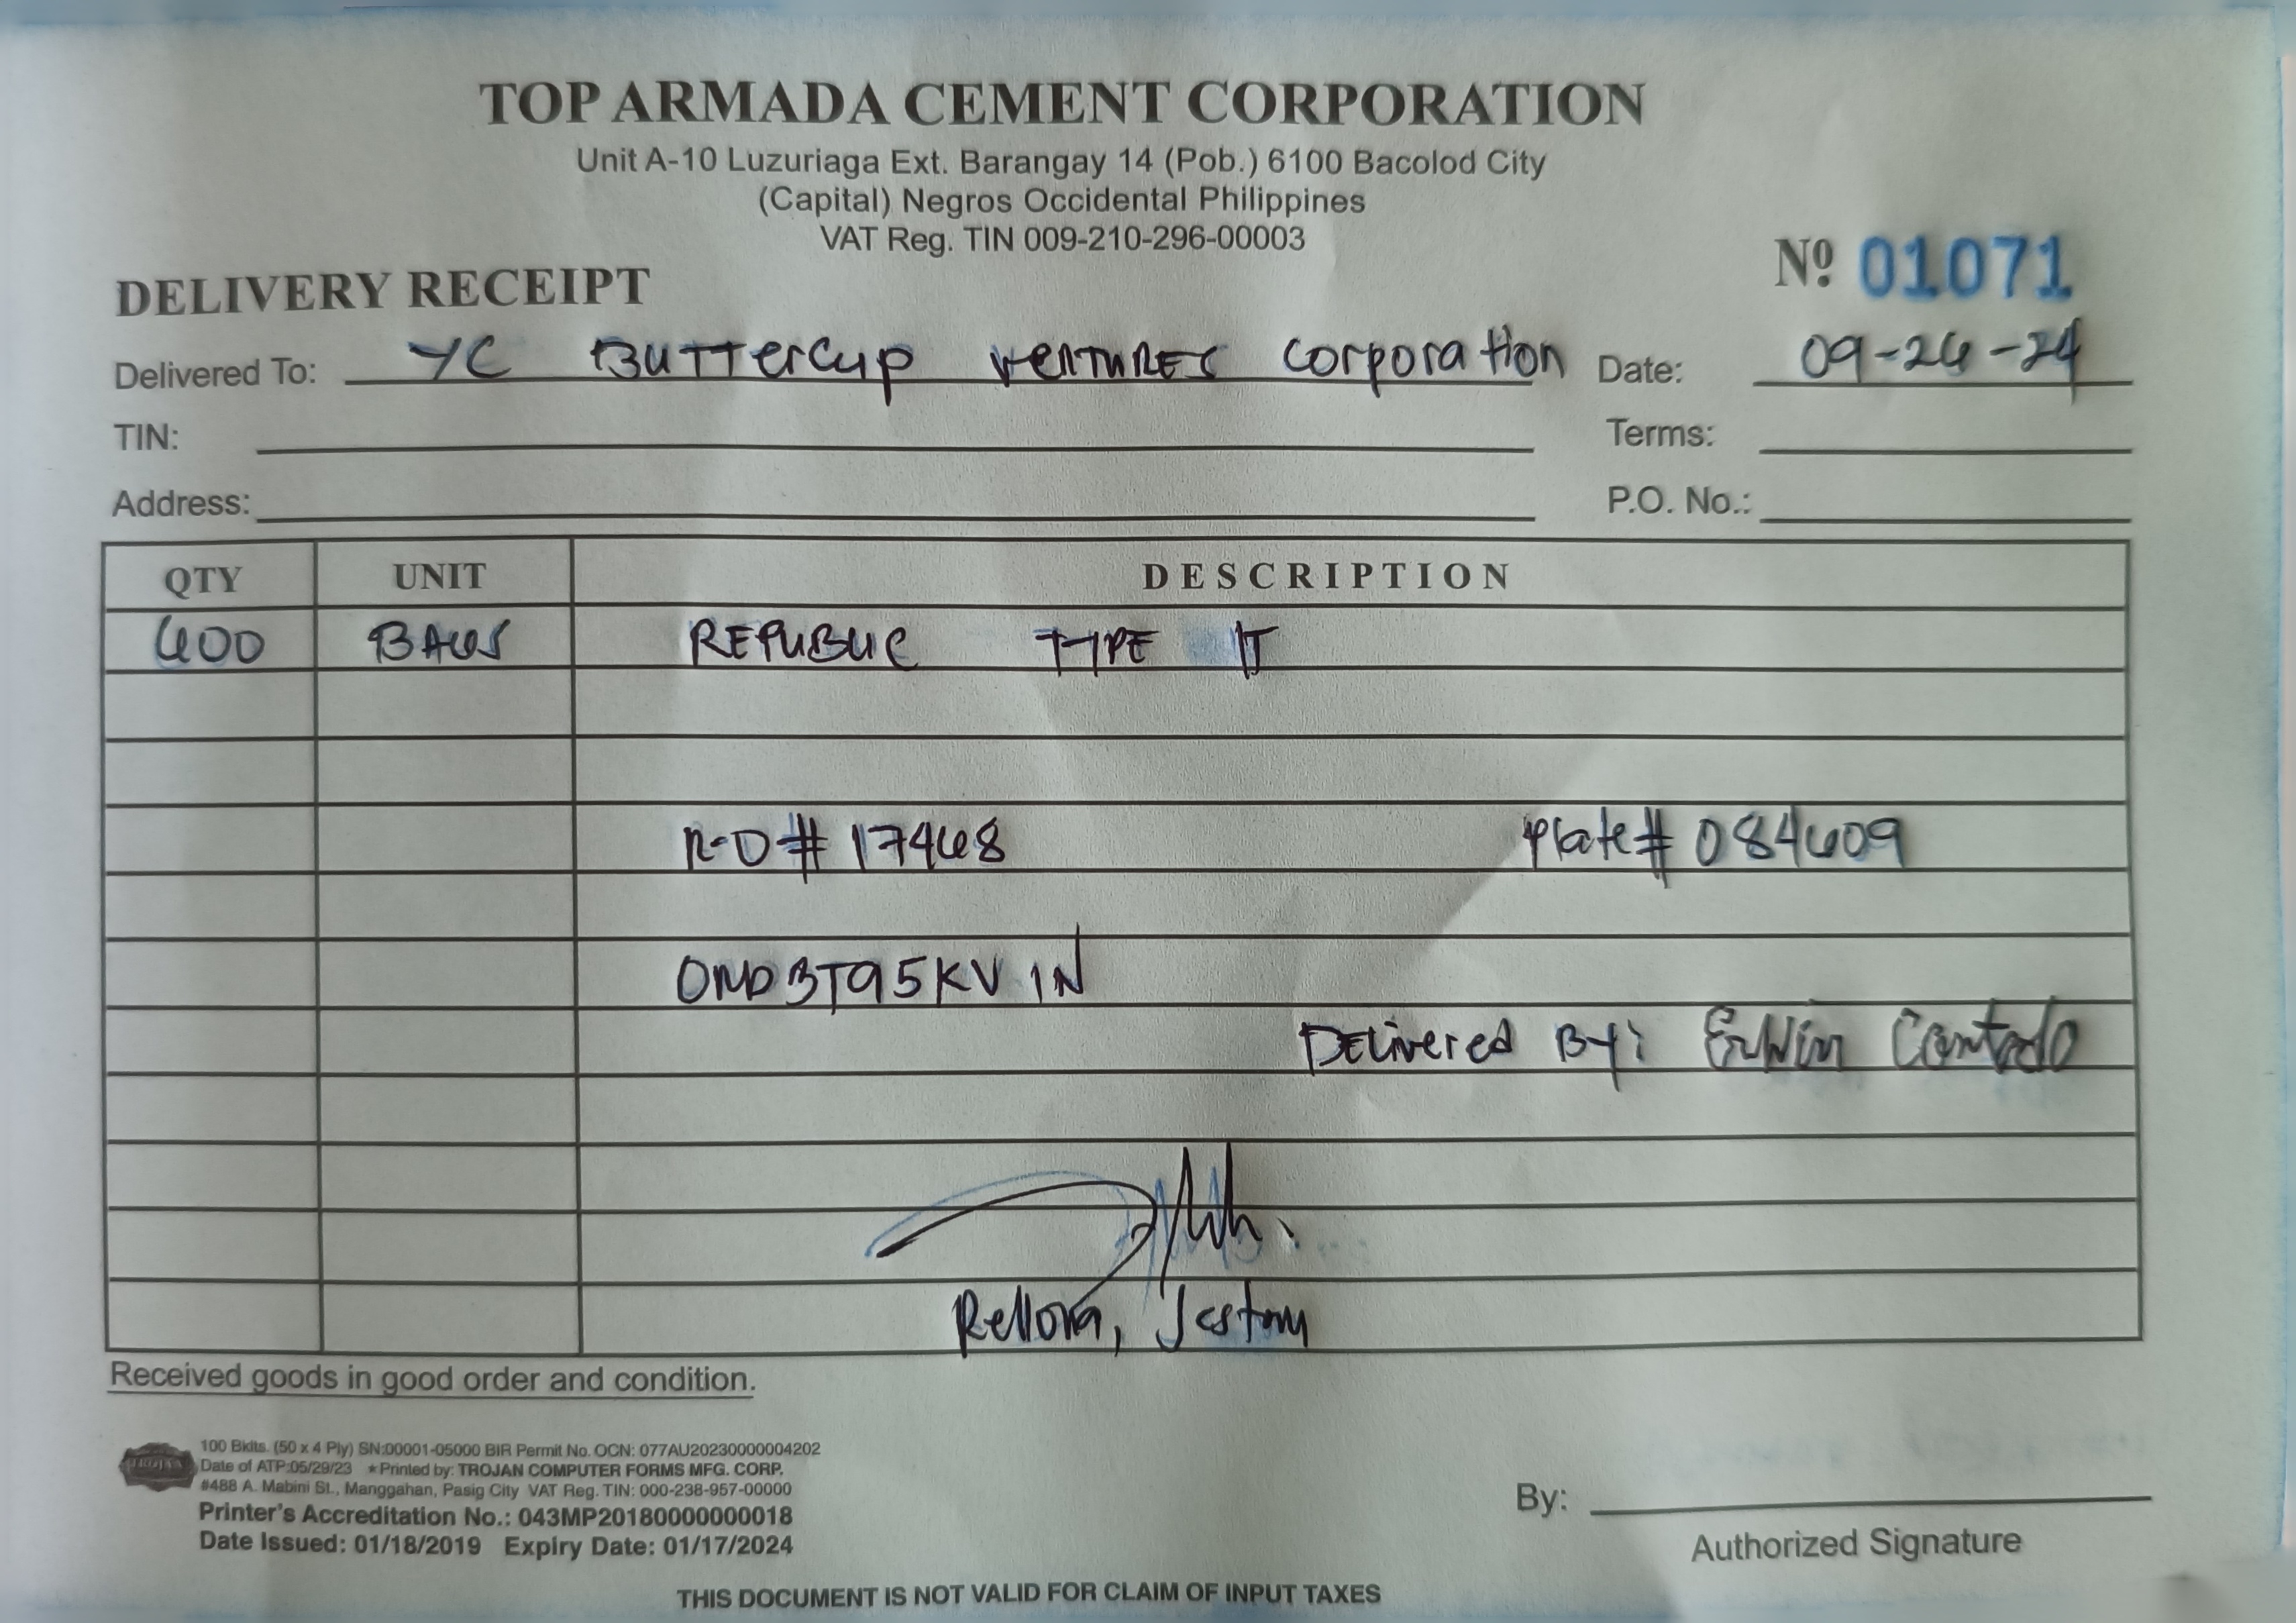 TOP ARMADA CEMENT CORPORATION
Unit A-10 Luzuriaga Ext. Barangay 14 (Pob.) 6100 Bacolod City
(Capital) Negros Occidental Philippines
VAT Reg. TIN 009-210-296-00003
Nº 01071
DELIVERY RECEIPT
Delivered To: YC Buttercup Ventures Corporation Date: 09-26-24
TIN: Terms:
Address: P.O. No.:
QTY UNIT DESCRIPTION
600 BAGS REPUBLIC TYPE 1T
R-O# 17468 Plate# 084609
OND3T95KV1N
Delivered By: Erwin Contado
Rellora,
Received goods in good order and condition.
TROJAN
100 Bklts. (50 x 4 Ply) SN:00001-05000 BIR Permit No. OCN: 077AU20230000004202
Date of ATP:05/29/23 ★Printed by: TROJAN COMPUTER FORMS MFG. CORP.
#488 A. Mabini St., Manggahan, Pasig City VAT Reg. TIN: 000-238-957-00000
Printer's Accreditation No.: 043MP20180000000018
Date Issued: 01/18/2019 Expiry Date: 01/17/2024
By:
Authorized Signature
THIS DOCUMENT IS NOT VALID FOR CLAIM OF INPUT TAXES